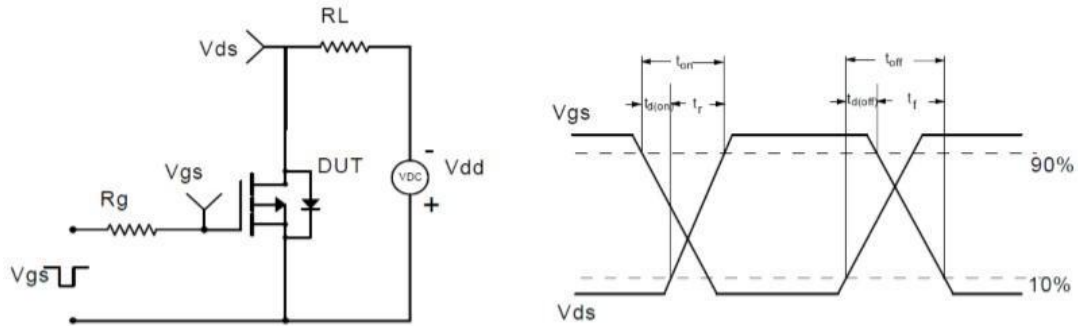 RL
Vds
Vgs
DUT
Rg
VDC
-
+
Vdd
Vgs
ton
toff
td(on)
tr
td(off)
tf
Vgs
90%
10%
Vds